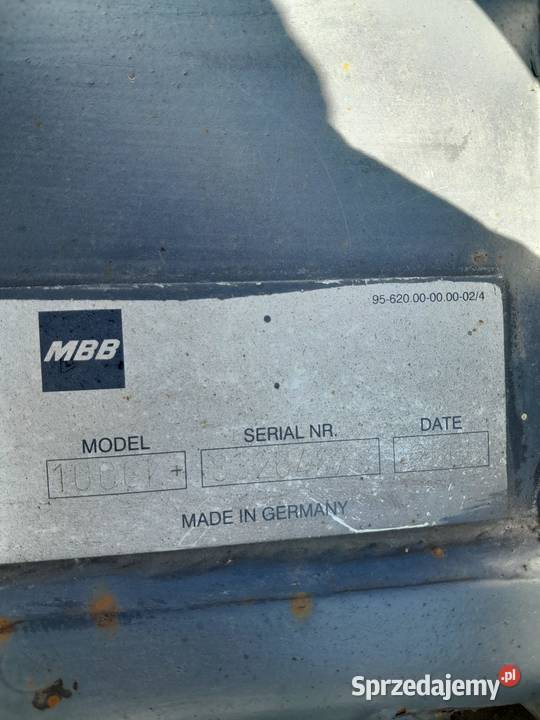 95-620.00-00.00-02/4
MBB
MODEL
SERIAL NR.
DATE
MADE IN GERMANY
Sprzedajemy.pl